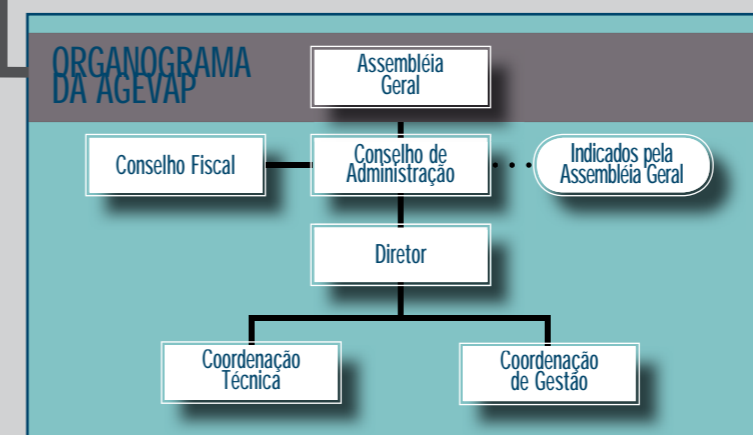 ORGANOGRAMA
DA AGEVAP
Assembléia
Geral
Conselho Fiscal
Conselho de
Administração
Indicados pela
Assembléia Geral
Diretor
Coordenação
Técnica
Coordenação
de Gestão